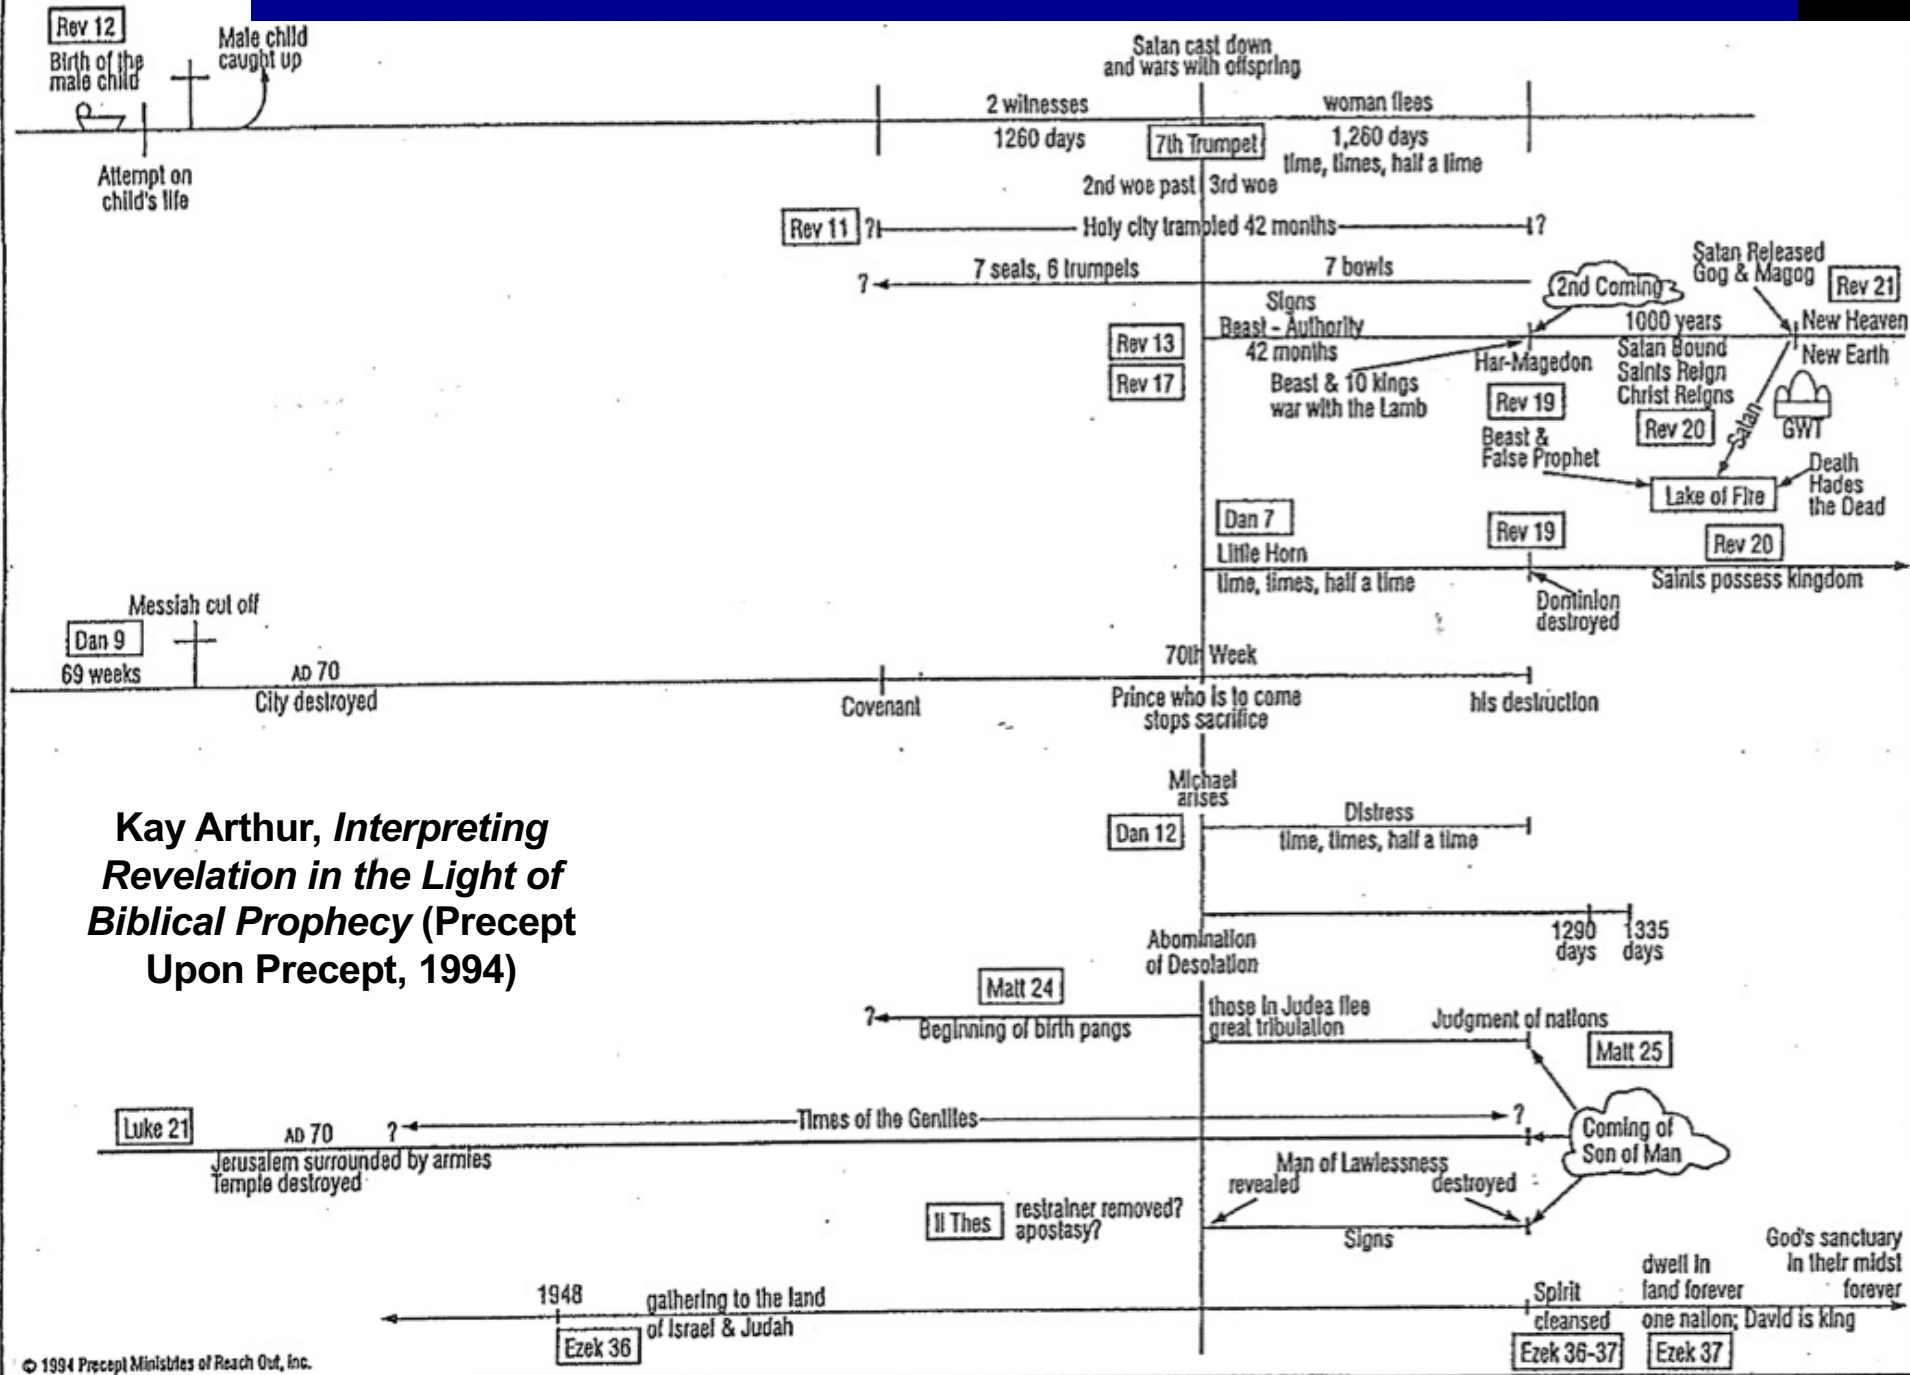 Rev 12
Birth of the
male child
Male child
caught up
Attempt on
child's life
Satan cast down
and wars with offspring
2 witnesses
1260 days
7th Trumpet
woman flees
1,260 days
time, times, half a time
2nd woe past
3rd woe
Rev 11
?
Holy city trampled 42 months
?
?
7 seals, 6 trumpets
7 bowls
2nd Coming
Satan Released
Gog & Magog
Rev 21
Rev 13
Rev 17
Signs
Beast - Authority
42 months
Beast & 10 kings
war with the Lamb
Har-Magedon
Rev 19
1000 years
Satan Bound
Saints Reign
Christ Reigns
Rev 20
New Heaven
New Earth
GWT
Satan
Beast &
False Prophet
Lake of Fire
Death
Hades
the Dead
Dan 7
Little Horn
time, times, half a time
Rev 19
Dominion
destroyed
Rev 20
Saints possess kingdom
Messiah cut off
Dan 9
69 weeks
AD 70
City destroyed
Covenant
70th Week
Prince who is to come
stops sacrifice
his destruction
Michael
arises
Dan 12
Distress
time, times, half a time
Kay Arthur, Interpreting
Revelation in the Light of
Biblical Prophecy (Precept
Upon Precept, 1994)
1290
days
1335
days
Abomination
of Desolation
Matt 24
?
Beginning of birth pangs
those in Judea flee
great tribulation
Judgment of nations
Matt 25
Luke 21
AD 70
?
Times of the Gentiles
?
Jerusalem surrounded by armies
Temple destroyed
Coming of
Son of Man
Man of Lawlessness
revealed
destroyed
II Thes
restrainer removed?
apostasy?
Signs
1948
gathering to the land
of Israel & Judah
Ezek 36
Spirit
cleansed
Ezek 36-37
dwell in
land forever
one nation; David is king
Ezek 37
God's sanctuary
in their midst
forever
© 1994 Precept Ministries of Reach Out, Inc.